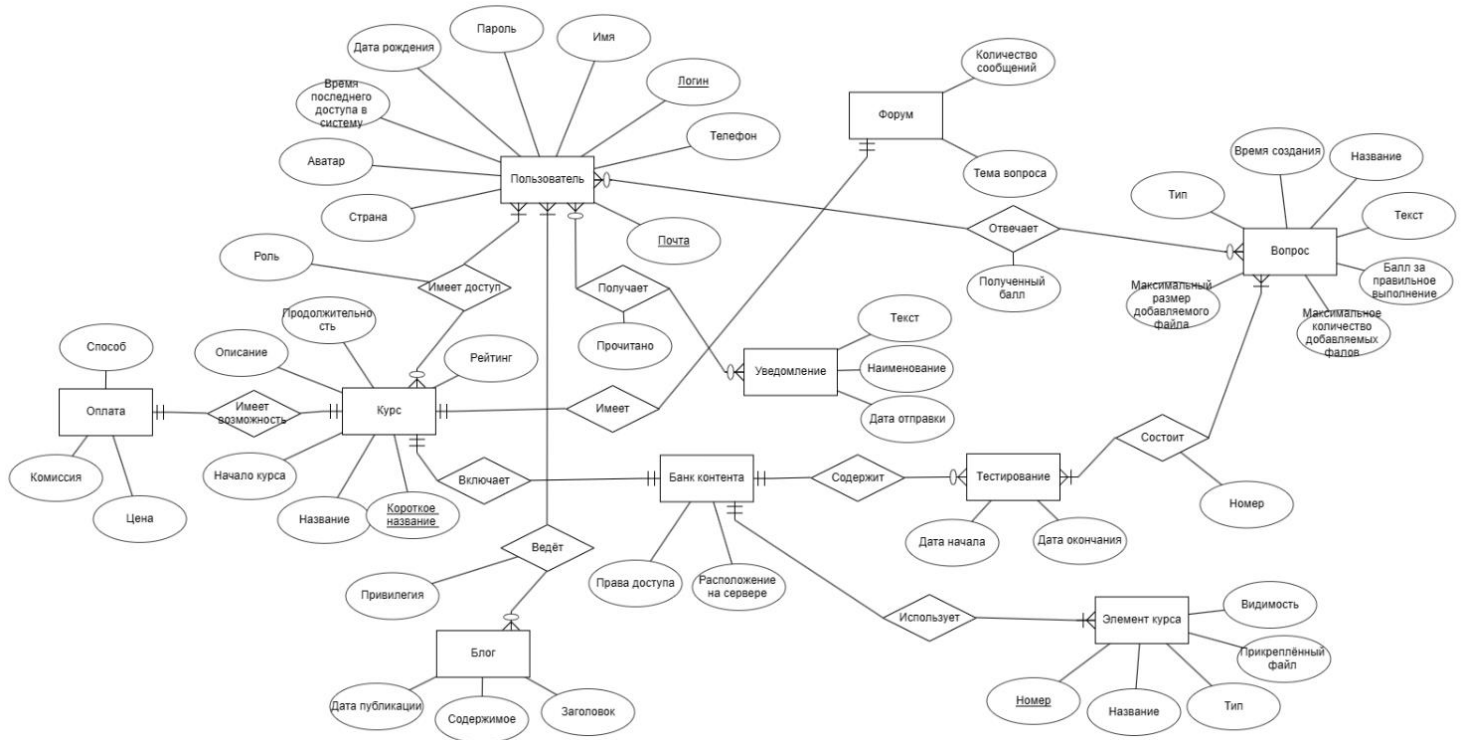 Пароль
Имя
Дата рождения
Логин
Время
последнего
доступа в
систему
Телефон
Аватар
Пользователь
Страна
Почта
Роль
Имеет доступ
Получает
Прочитано
Количество
сообщений
Форум
Тема вопроса
Отвечает
Полученный
балл
Время создания
Название
Тип
Текст
Вопрос
Балл за
правильное
выполнение
Максимальный
размер
добавляемого
файла
Максимальное
количество
добавляемых
фалов
Текст
Уведомление
Наименование
Дата отправки
Способ
Описание
Продолжительно
сть
Рейтинг
Оплата
Имеет
возможность
Курс
Имеет
Комиссия
Цена
Начало курса
Название
Короткое
название
Включает
Банк контента
Содержит
Тестирование
Состоит
Номер
Дата начала
Дата окончания
Права доступа
Расположение
на сервере
Ведёт
Привилегия
Блог
Дата публикации
Содержимое
Заголовок
Использует
Элемент курса
Видимость
Прикреплённый
файл
Номер
Название
Тип